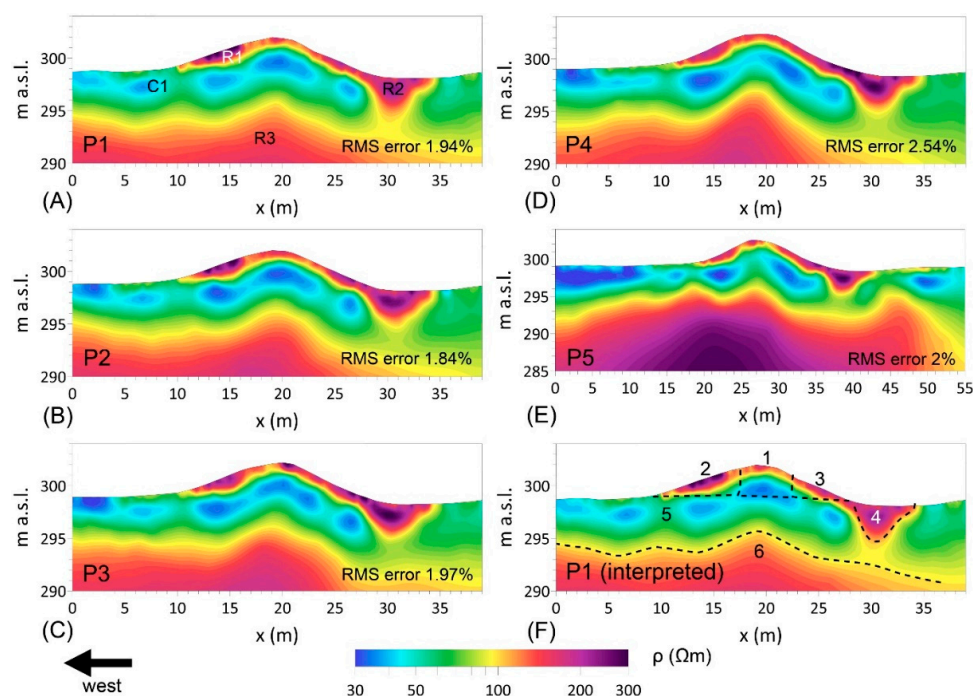 m a.s.l.
300
295
290
R1
C1
R2
R3
P1
RMS error 1.94%
0 5 10 15 20 25 30 35
(A)
x (m)
m a.s.l.
300
295
290
P4
RMS error 2.54%
0 5 10 15 20 25 30 35
(D)
x (m)
m a.s.l.
300
295
290
P2
RMS error 1.84%
0 5 10 15 20 25 30 35
(B)
x (m)
m a.s.l.
300
295
290
285
P5
RMS error 2%
0 5 10 15 20 25 30 35 40 45 50 55
(E)
x (m)
m a.s.l.
300
295
290
P3
RMS error 1.97%
0 5 10 15 20 25 30 35
(C)
x (m)
m a.s.l.
300
295
290
1
2
3
4
5
6
P1 (interpreted)
0 5 10 15 20 25 30 35
(F)
x (m)
west
ρ (Ωm)
30 50 100 200 300